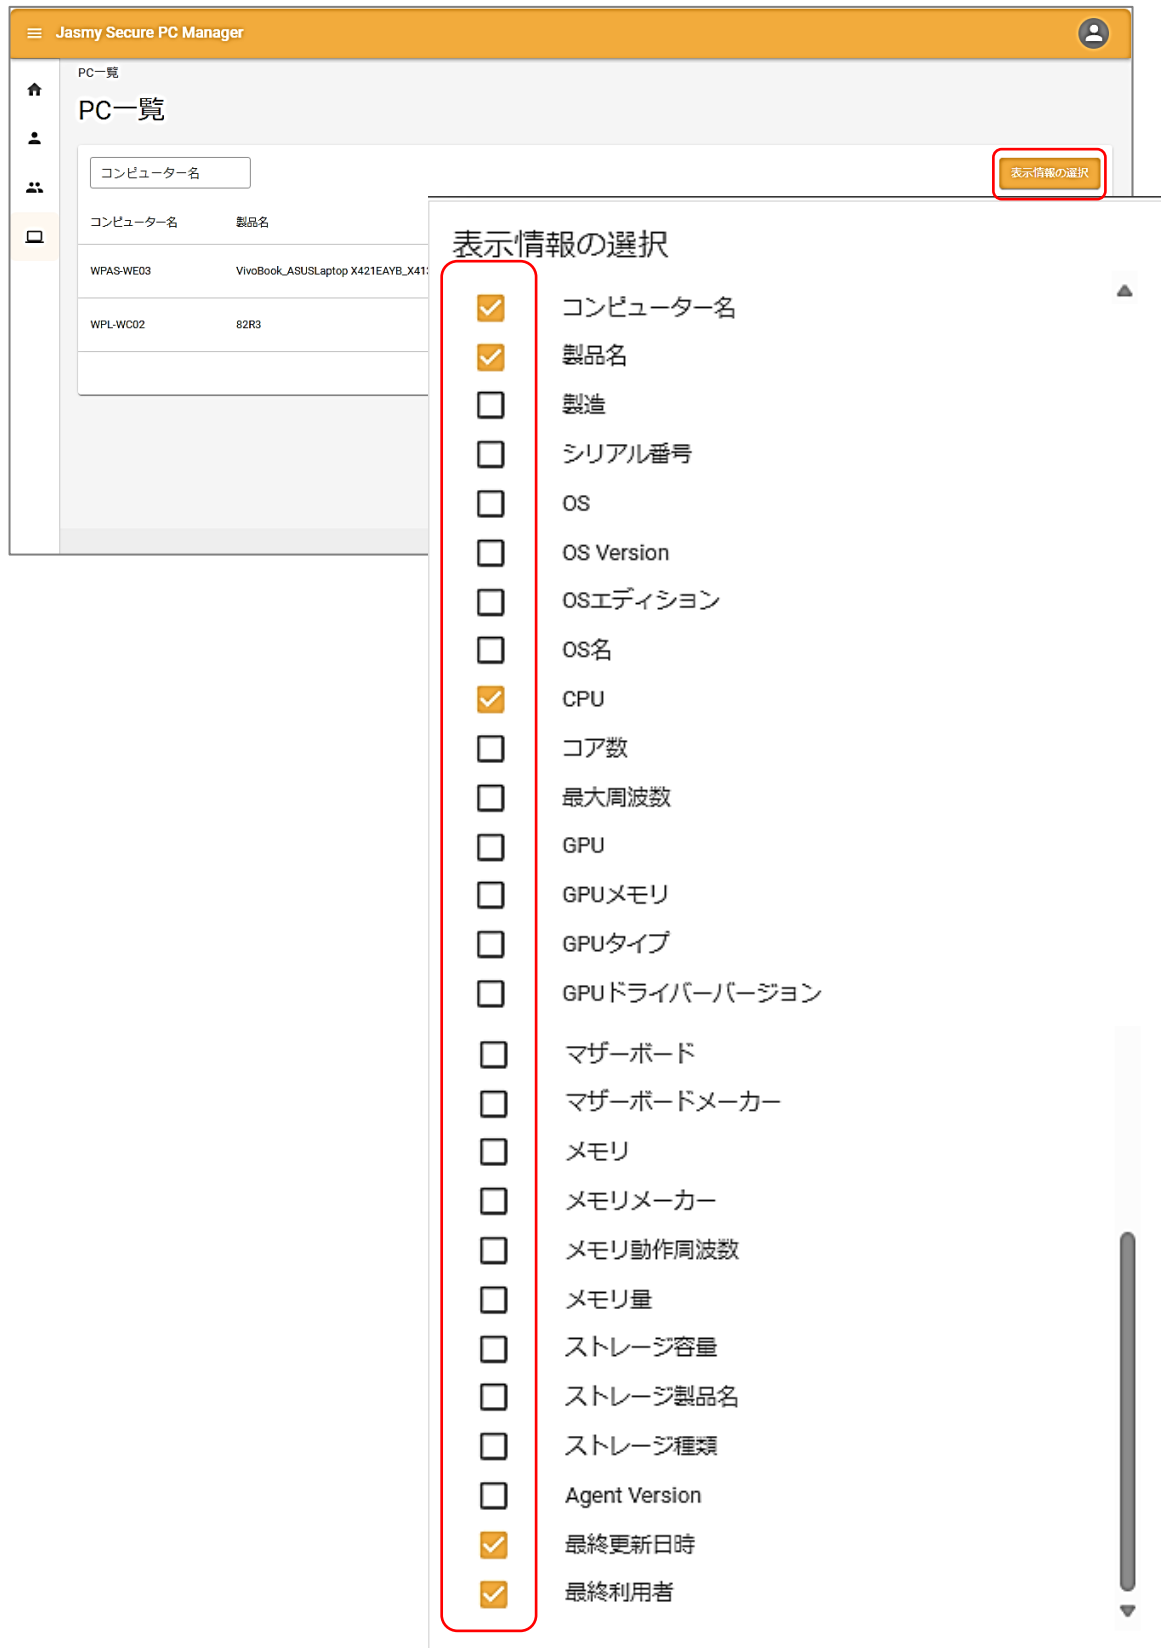 Jasmy Secure PC Manager
PC一覧
PC一覧
コンピューター名
表示情報の選択
コンピューター名 製品名
WPAS-WE03 VivoBook_ASUSLaptop X421EAYB_X41
WPL-WC02 82R3
表示情報の選択
コンピューター名
製品名
製造
シリアル番号
OS
OS Version
OSエディション
OS名
CPU
コア数
最大周波数
GPU
GPUメモリ
GPUタイプ
GPUドライバーバージョン
マザーボード
マザーボードメーカー
メモリ
メモリメーカー
メモリ動作周波数
メモリ量
ストレージ容量
ストレージ製品名
ストレージ種類
Agent Version
最終更新日時
最終利用者